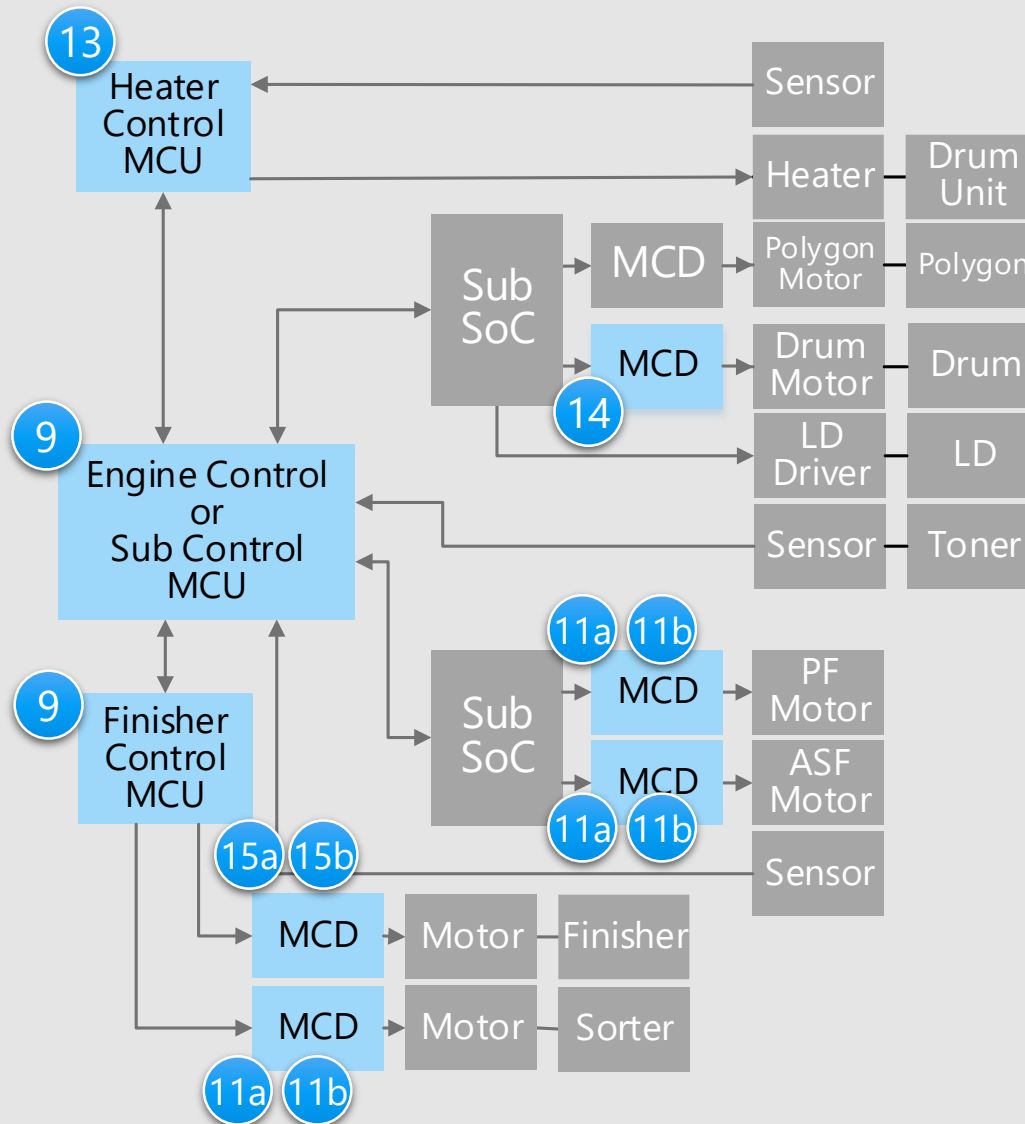 13
Heater
Control
MCU
Sensor
Heater
Drum
Unit
Sub
SoC
MCD
Polygon
Motor
Polygon
MCD
14
Drum
Motor
Drum
LD
Driver
LD
9
Engine Control
or
Sub Control
MCU
Sensor
Toner
11a
11b
9
Finisher
Control
MCU
Sub
SoC
MCD
PF
Motor
MCD
ASF
Motor
11a
11b
15a
15b
Sensor
MCD
Motor
Finisher
MCD
Motor
Sorter
11a
11b